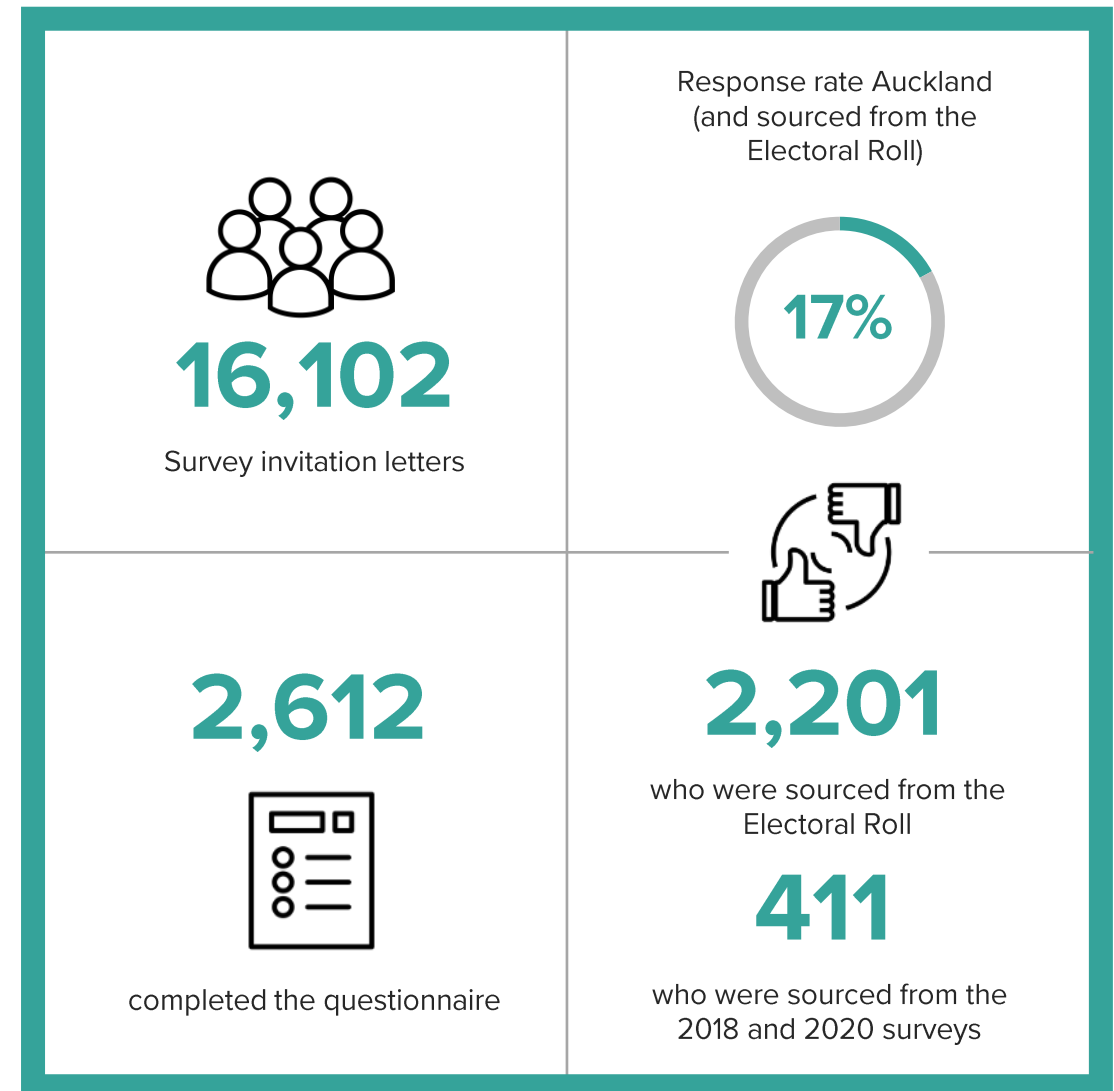 16,102
Survey invitation letters
Response rate Auckland
(and sourced from the
Electoral Roll)
17%
2,612
completed the questionnaire
2,201
who were sourced from the
Electoral Roll
411
who were sourced from the
2018 and 2020 surveys